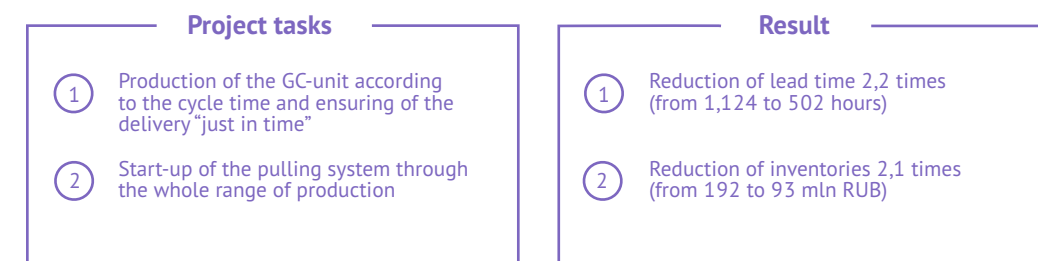 Project tasks
1
Production of the GC-unit according
to the cycle time and ensuring of the
delivery “just in time”
2
Start-up of the pulling system through
the whole range of production
Result
1
Reduction of lead time 2,2 times
(from 1,124 to 502 hours)
2
Reduction of inventories 2,1 times
(from 192 to 93 mln RUB)